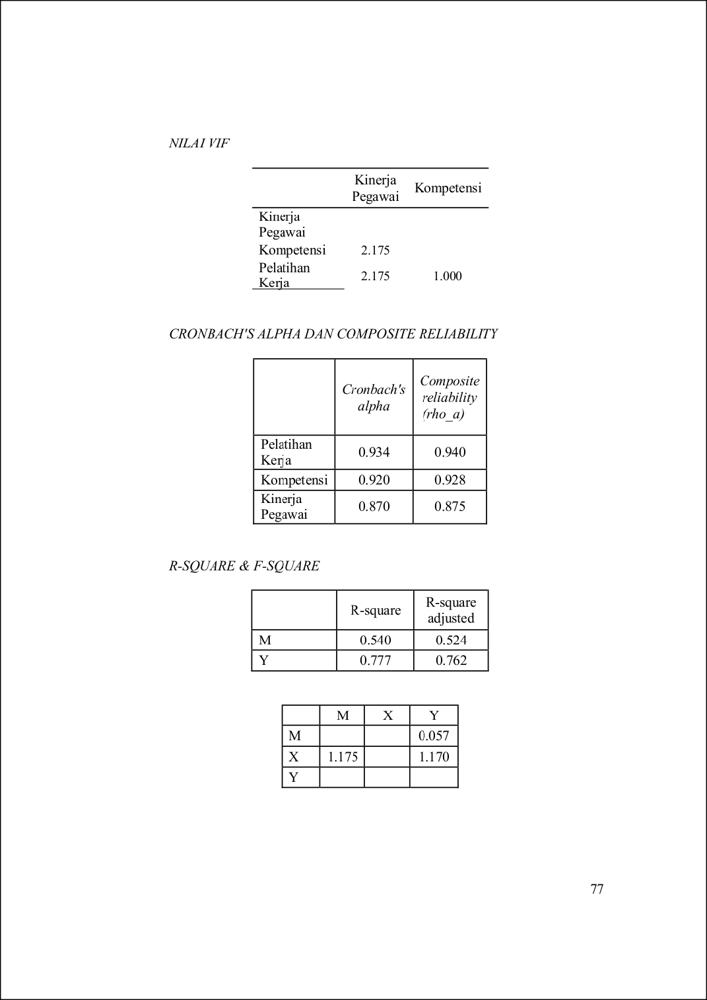 NILAI VIF
Kinerja
Pegawai
Kompetensi
Kinerja
Pegawai
Kompetensi 2.175
Pelatihan
Kerja
2.175 1.000
CRONBACH'S ALPHA DAN COMPOSITE RELIABILITY
Cronbach's
alpha
Composite
reliability
(rho_a)
Pelatihan
Kerja
0.934 0.940
Kompetensi 0.920 0.928
Kinerja
Pegawai
0.870 0.875
R-SQUARE & F-SQUARE
R-square
R-square
adjusted
M 0.540 0.524
Y 0.777 0.762
M X Y
M 0.057
X 1.175 1.170
Y
77